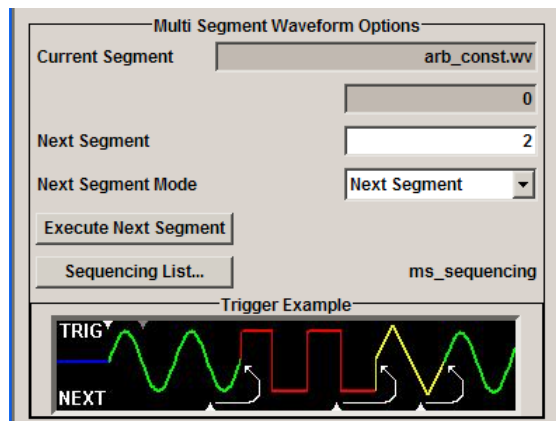 Multi Segment Waveform Options
Current Segment arb_const.wv
0
Next Segment 2
Next Segment Mode Next Segment
Execute Next Segment
Sequencing List... ms_sequencing
Trigger Example
TRIG
NEXT